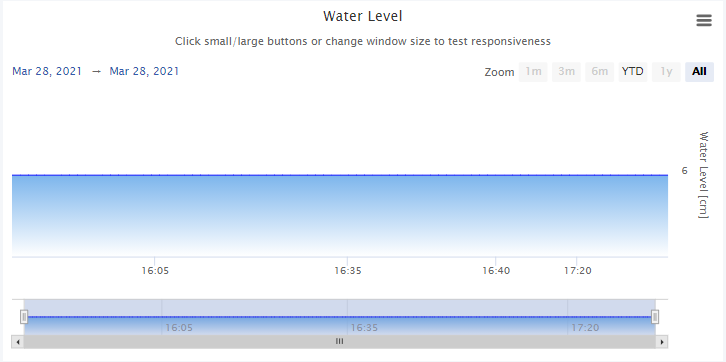 Water Level
Click small/large buttons or change window size to test responsiveness
Mar 28, 2021 → Mar 28, 2021
Zoom 1m 3m 6m YTD 1y All
6
Water Level [cm]
16:05 16:35 16:40 17:20
16:05 16:35 17:20